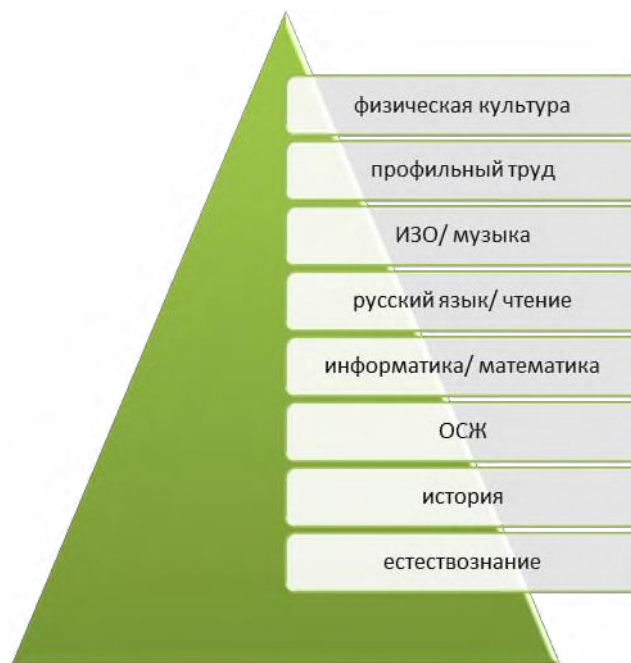 физическая культура
профильный труд
ИЗО/ музыка
русский язык/ чтение
информатика/ математика
ОСЖ
история
естествознание